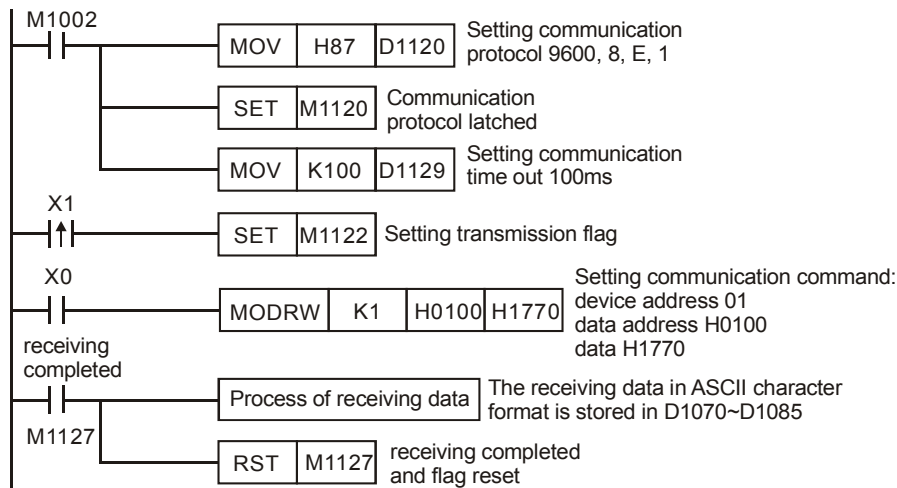 M1002
MOV H87 D1120
Setting communication
protocol 9600, 8, E, 1
SET M1120
Communication
protocol latched
MOV K100 D1129
Setting communication
time out 100ms
X1
SET M1122
Setting transmission flag
X0
MODRW K1 H0100 H1770
Setting communication command:
device address 01
data address H0100
data H1770
receiving
completed
M1127
Process of receiving data
The receiving data in ASCII character
format is stored in D1070~D1085
RST M1127
receiving completed
and flag reset